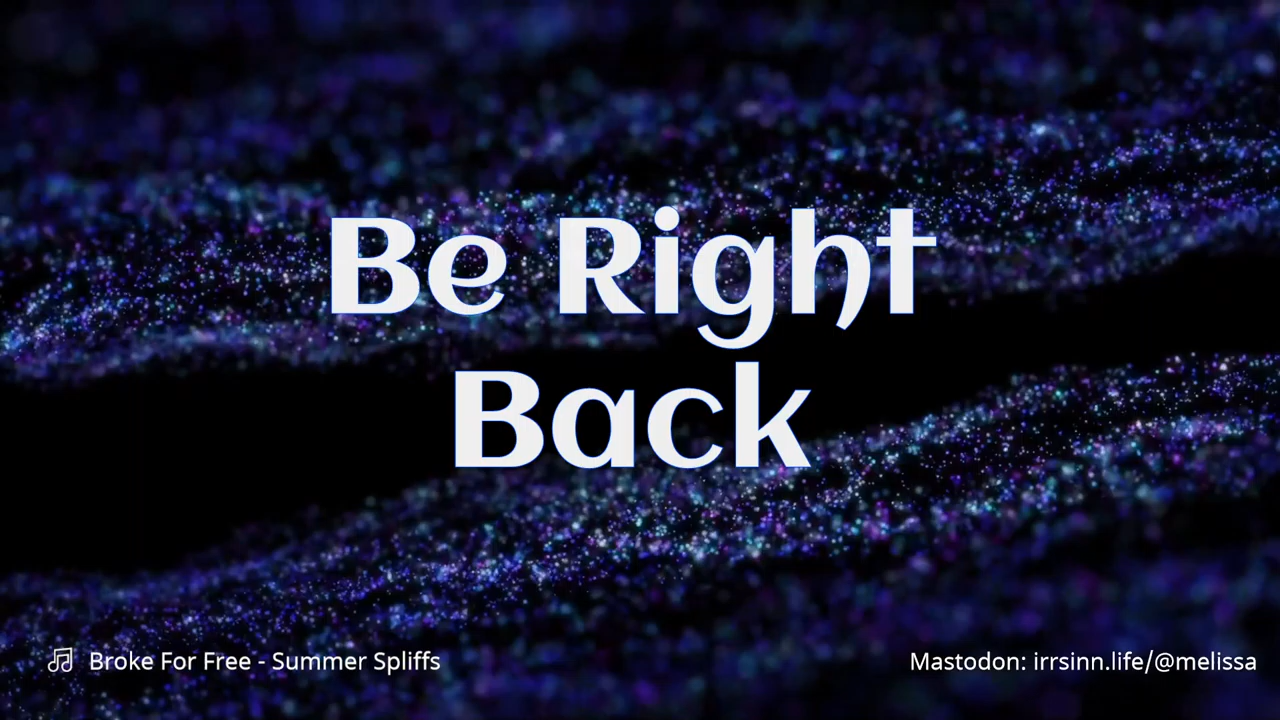 Be Right
Back
Broke For Free - Summer Spliffs
Mastodon: irrsinn.life/@melissa